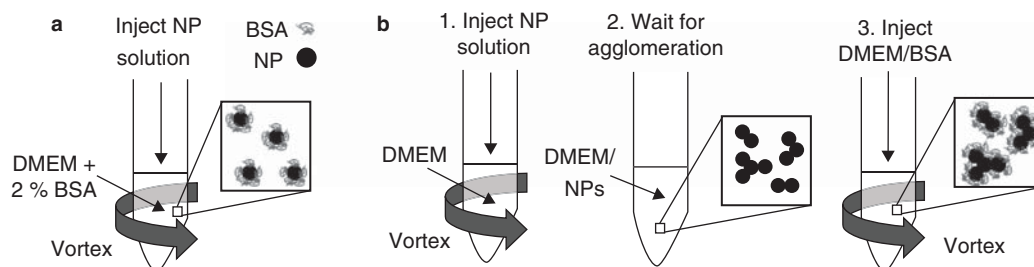 a
Inject NP
solution
BSA
NP
DMEM +
2 % BSA
Vortex
b
1. Inject NP
solution
DMEM
Vortex
2. Wait for
agglomeration
DMEM/
NPs
3. Inject
DMEM/BSA
Vortex